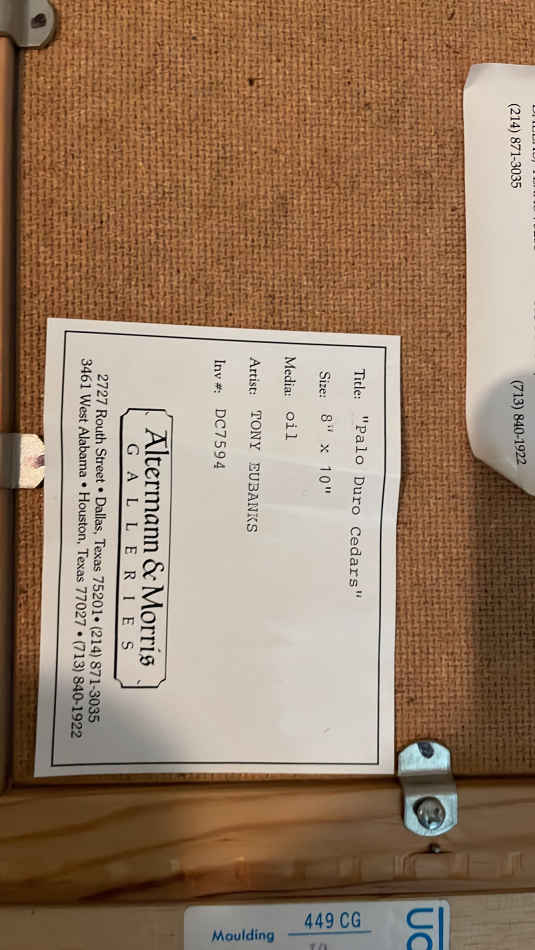 Title: "Palo Duro Cedars"
Size: 8" x 10"
Media: oil
Artist: TONY EUBANKS
Inv #: DC7594
Altermann & Morris
GALLERIES
2727 Routh Street • Dallas, Texas 75201 • (214) 871-3035
3461 West Alabama • Houston, Texas 77027 • (713) 840-1922
(214) 871-3035
(713) 840-1922
449 CG
Moulding